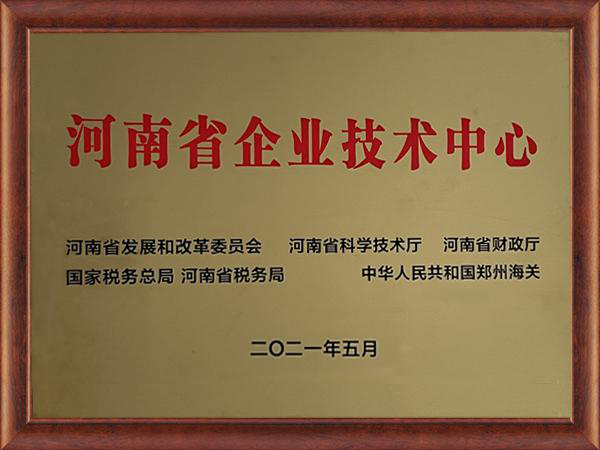 河南省企业技术中心
河南省发展和改革委员会 河南省科学技术厅 河南省财政厅
国家税务总局 河南省税务局 中华人民共和国郑州海关
二〇二一年五月